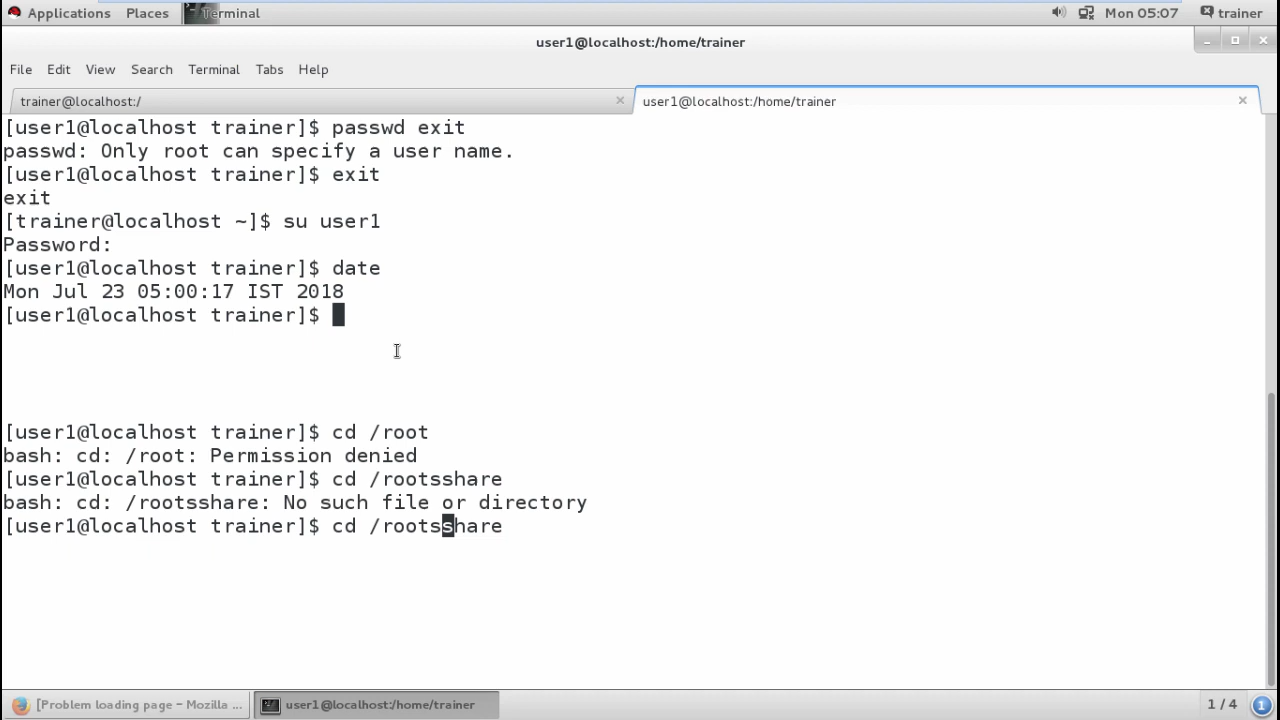 Applications Places Terminal Mon 05:07 trainer
user1@localhost:/home/trainer
File Edit View Search Terminal Tabs Help
trainer@localhost:/ user1@localhost:/home/trainer
[user1@localhost trainer]$ passwd exit
passwd: Only root can specify a user name.
[user1@localhost trainer]$ exit
exit
[trainer@localhost ~]$ su user1
Password:
[user1@localhost trainer]$ date
Mon Jul 23 05:00:17 IST 2018
[user1@localhost trainer]$
[user1@localhost trainer]$ cd /root
bash: cd: /root: Permission denied
[user1@localhost trainer]$ cd /rootsshare
bash: cd: /rootsshare: No such file or directory
[user1@localhost trainer]$ cd /rootsshare
[Problem loading page – Mozilla ... user1@localhost:/home/trainer 1 / 4 1